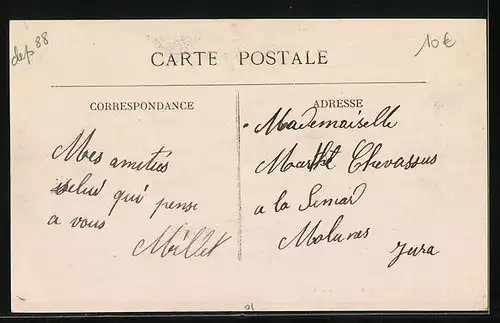 dep 88
10€
CARTE POSTALE
CORRESPONDANCE
Mes amitiés
celui qui pense
a vous
Millet
ADRESSE
Mademoiselle
Marthe Chevassus
a la
Jura